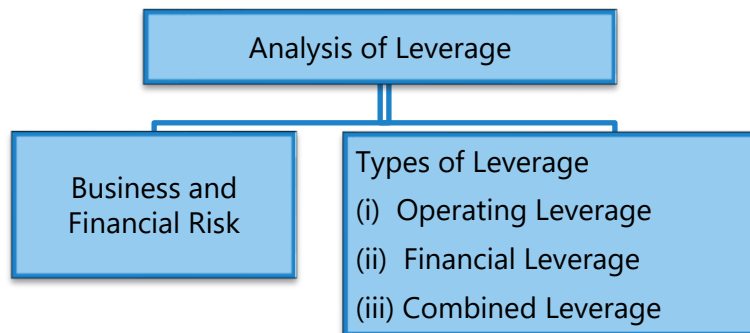 Analysis of Leverage
Business and
Financial Risk
Types of Leverage
(i) Operating Leverage
(ii) Financial Leverage
(iii) Combined Leverage